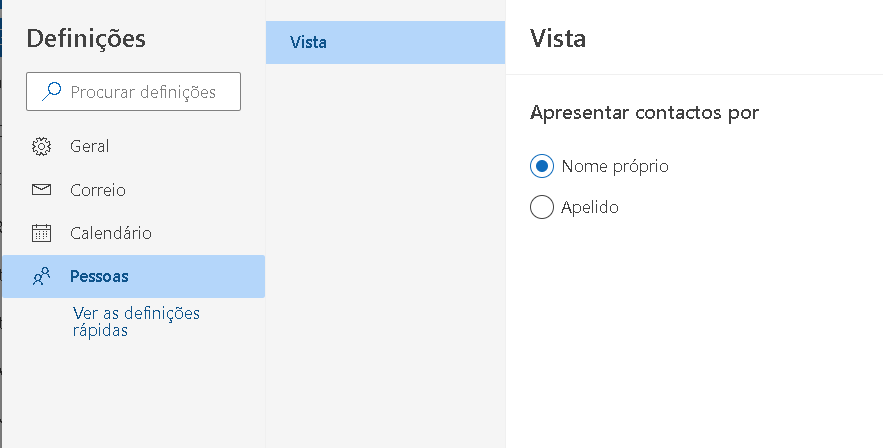 Definições
Procurar definições
Geral
Correio
Calendário
Pessoas
Ver as definições
rápidas
Vista
Vista
Apresentar contactos por
Nome próprio
Apelido